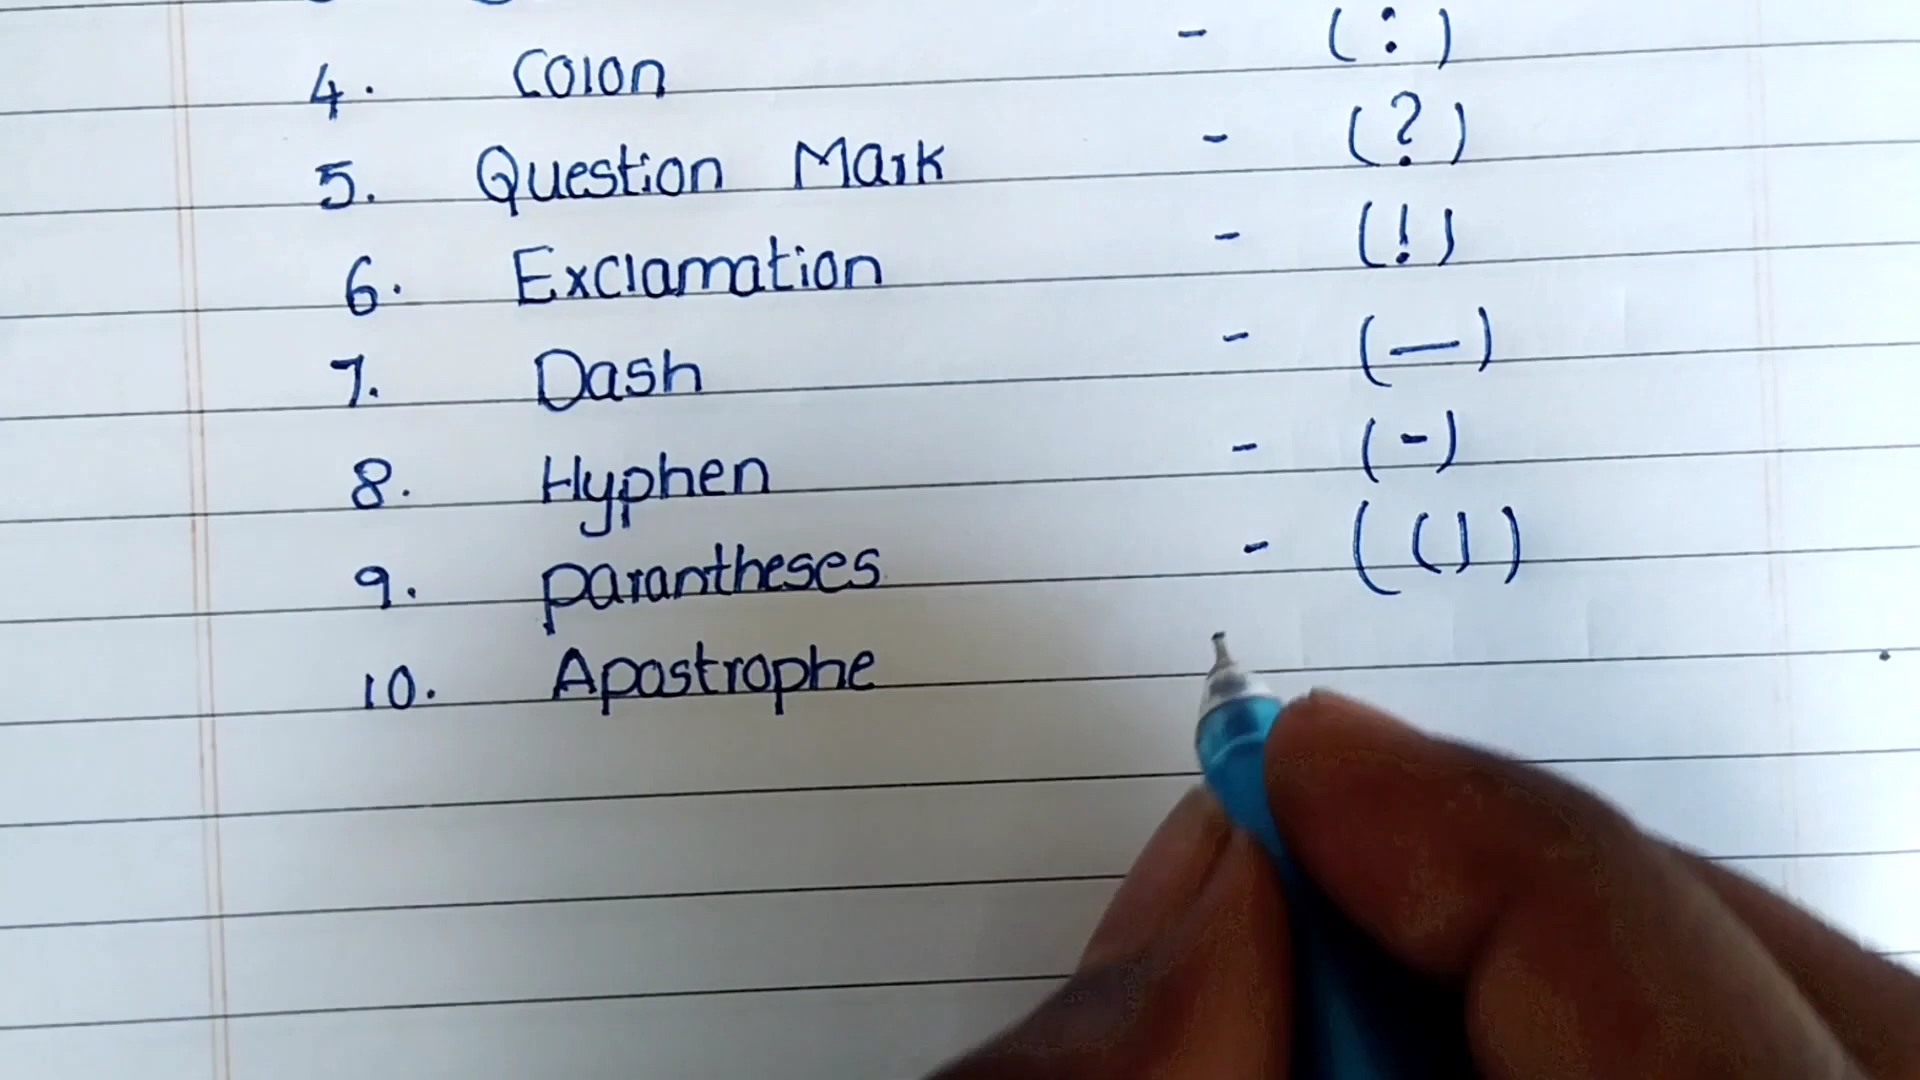 4. Colon - (:)
5. Question Mark - (?)
6. Exclamation - (!)
7. Dash - (—)
8. Hyphen - (-)
9. parantheses - (())
10. Apostrophe